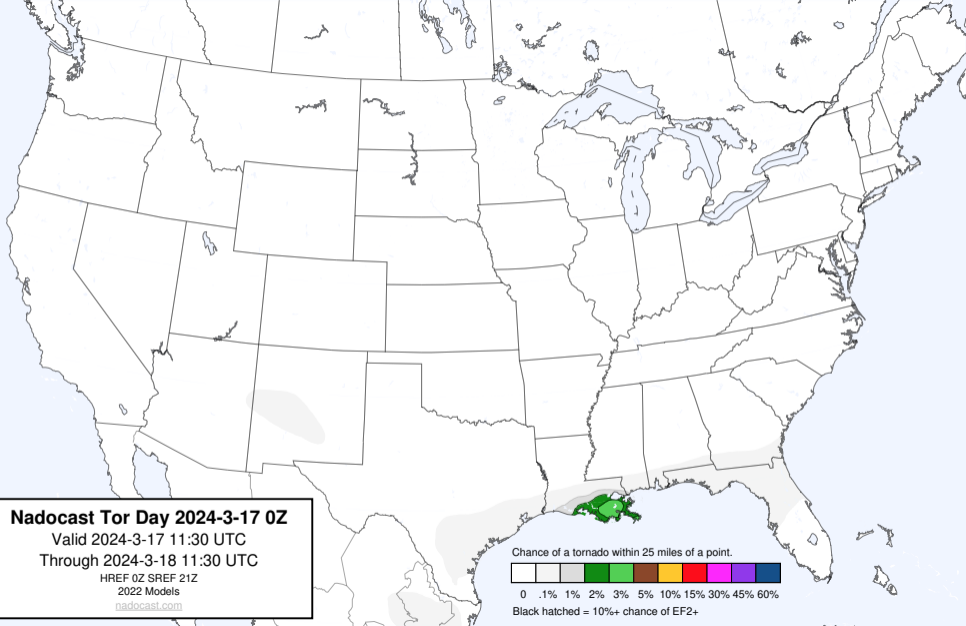 Nadocast Tor Day 2024-3-17 0Z
Valid 2024-3-17 11:30 UTC
Through 2024-3-18 11:30 UTC
HREF 0Z SREF 21Z
2022 Models
nadocast.com
Chance of a tornado within 25 miles of a point.
0 .1% 1% 2% 3% 5% 10% 15% 30% 45% 60%
Black hatched = 10%+ chance of EF2+